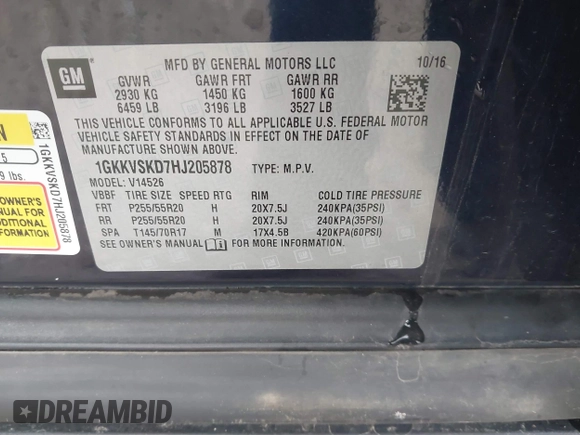 GM
MFD BY GENERAL MOTORS LLC 10/16
GVWR GAWR FRT GAWR RR
2930 KG 1450 KG 1600 KG
6459 LB 3196 LB 3527 LB
THIS VEHICLE CONFORMS TO ALL APPLICABLE U.S. FEDERAL MOTOR
VEHICLE SAFETY STANDARDS IN EFFECT ON THE DATE OF
MANUFACTURE SHOWN ABOVE.
1GKKVSKD7HJ205878 TYPE: M.P.V.
MODEL: V14526
VBBF TIRE SIZE SPEED RTG RIM COLD TIRE PRESSURE
FRT P255/55R20 H 20X7.5J 240KPA(35PSI)
RR P255/55R20 H 20X7.5J 240KPA(35PSI)
SPA T145/70R17 M 17X4.5B 420KPA(60PSI)
SEE OWNER'S MANUAL FOR MORE INFORMATION
N
5
9 lbs.
OWNER'S
MANUAL FOR
ADDITIONAL
INFORMATION
1GKKVSKD7HJ205878
DREAMBID